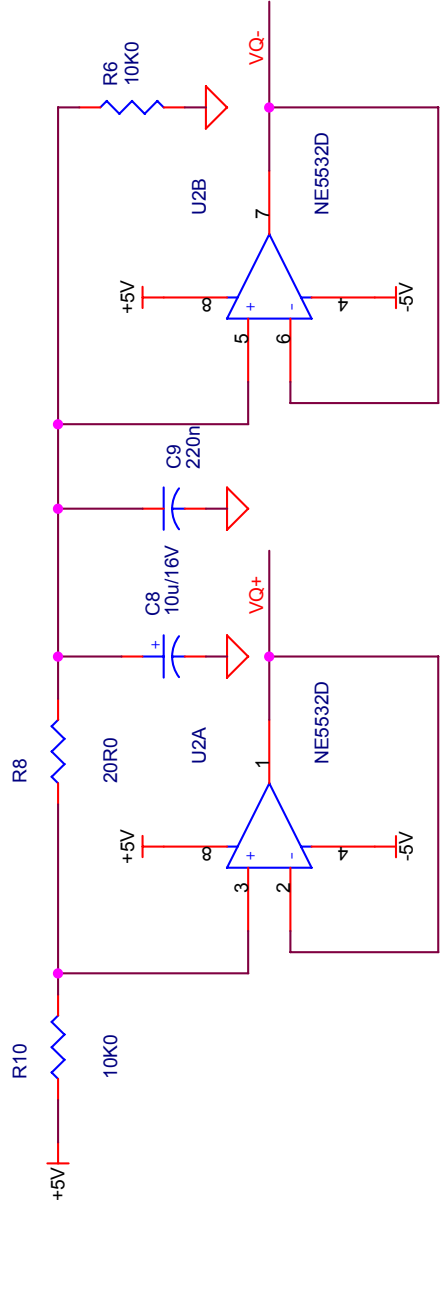 +5V
R10
10K0
R8
20R0
+5V
U2A
8
3
+
2
-
1
4
-5V
NE5532D
VQ+
C8
10u/16V
+
C9
220n
+5V
U2B
8
5
+
6
-
7
4
-5V
NE5532D
VQ-
R6
10K0